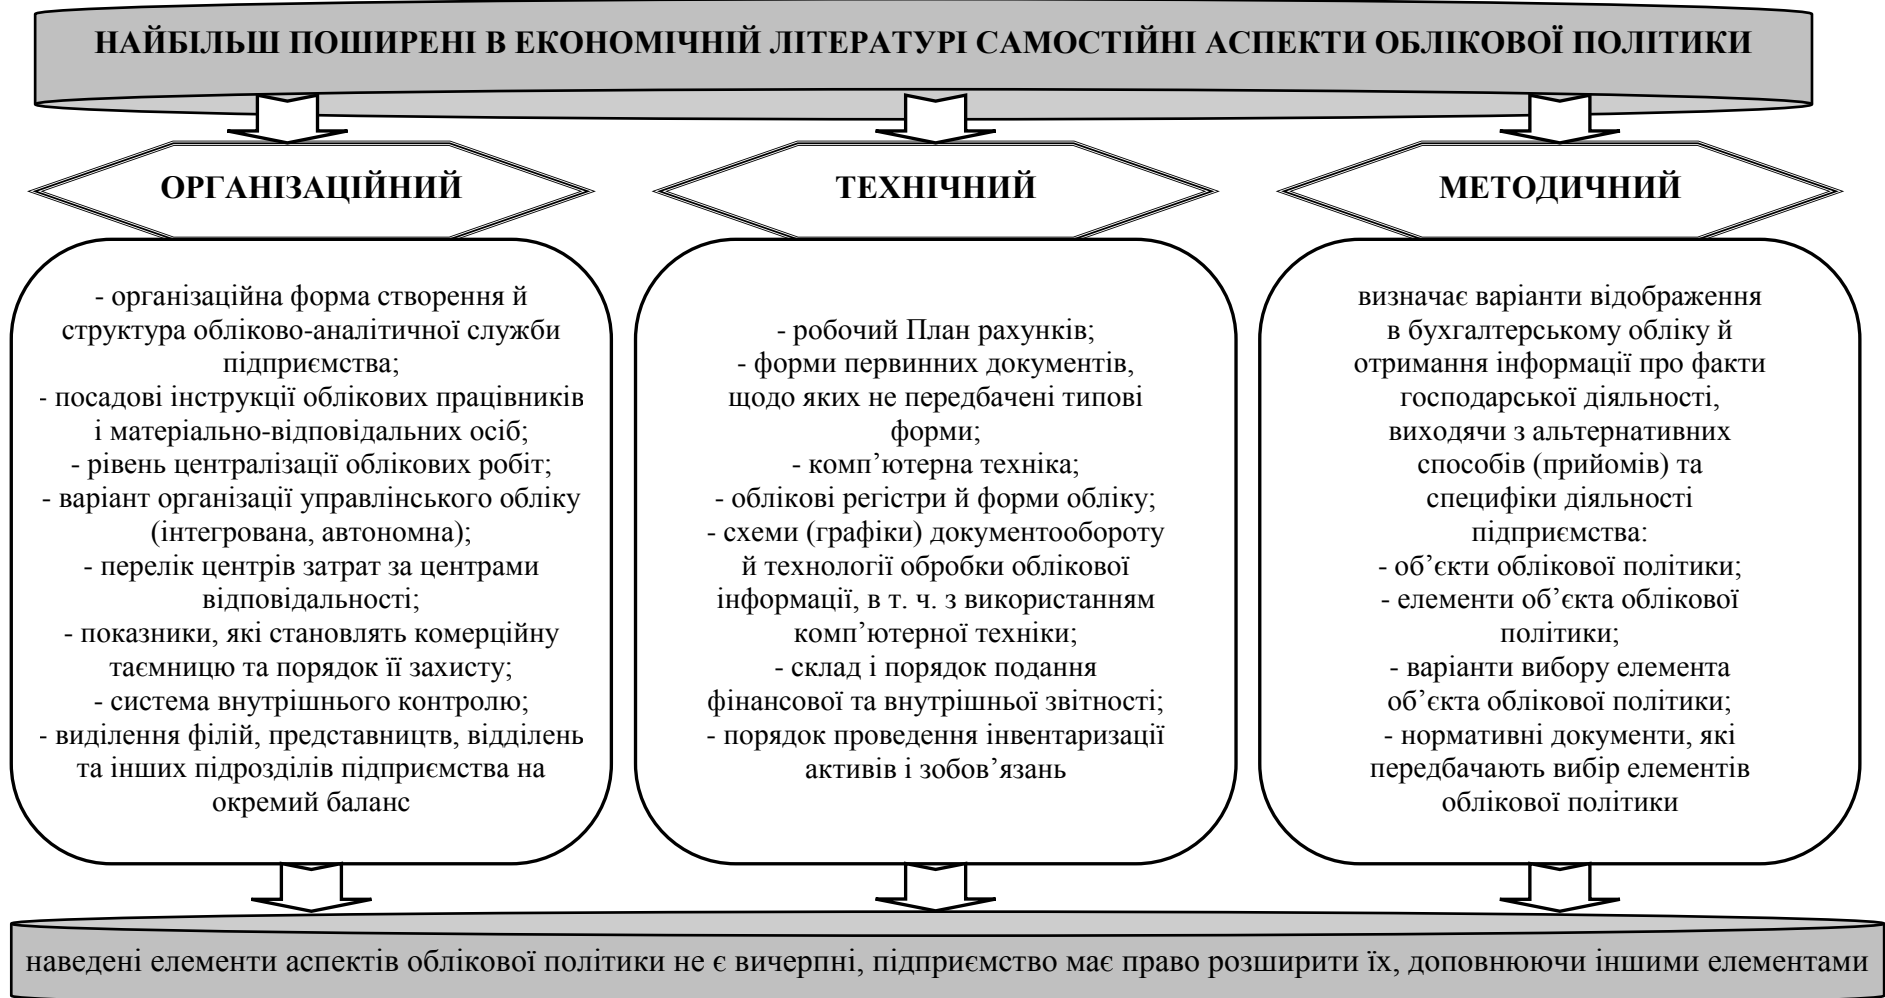 НАЙБІЛЬШ ПОШИРЕНІ В ЕКОНОМІЧНІЙ ЛІТЕРАТУРІ САМОСТІЙНІ АСПЕКТИ ОБЛІКОВОЇ ПОЛІТИКИ
ОРГАНІЗАЦІЙНИЙ
- організаційна форма створення й
структура обліково-аналітичної служби
підприємства;
- посадові інструкції облікових працівників
і матеріально-відповідальних осіб;
- рівень централізації облікових робіт;
- варіант організації управлінського обліку
(інтегрована, автономна);
- перелік центрів затрат за центрами
відповідальності;
- показники, які становлять комерційну
таємницю та порядок її захисту;
- система внутрішнього контролю;
- виділення філій, представництв, відділень
та інших підрозділів підприємства на
окремий баланс
ТЕХНІЧНИЙ
- робочий План рахунків;
- форми первинних документів,
щодо яких не передбачені типові
форми;
- комп’ютерна техніка;
- облікові регістри й форми обліку;
- схеми (графіки) документообороту
й технології обробки облікової
інформації, в т. ч. з використанням
комп’ютерної техніки;
- склад і порядок подання
фінансової та внутрішньої звітності;
- порядок проведення інвентаризації
активів і зобов’язань
МЕТОДИЧНИЙ
визначає варіанти відображення
в бухгалтерському обліку й
отримання інформації про факти
господарської діяльності,
виходячи з альтернативних
способів (прийомів) та
специфіки діяльності
підприємства:
- об’єкти облікової політики;
- елементи об’єкта облікової
політики;
- варіанти вибору елемента
об’єкта облікової політики;
- нормативні документи, які
передбачають вибір елементів
облікової політики
наведені елементи аспектів облікової політики не є вичерпні, підприємство має право розширити їх, доповнюючи іншими елементами